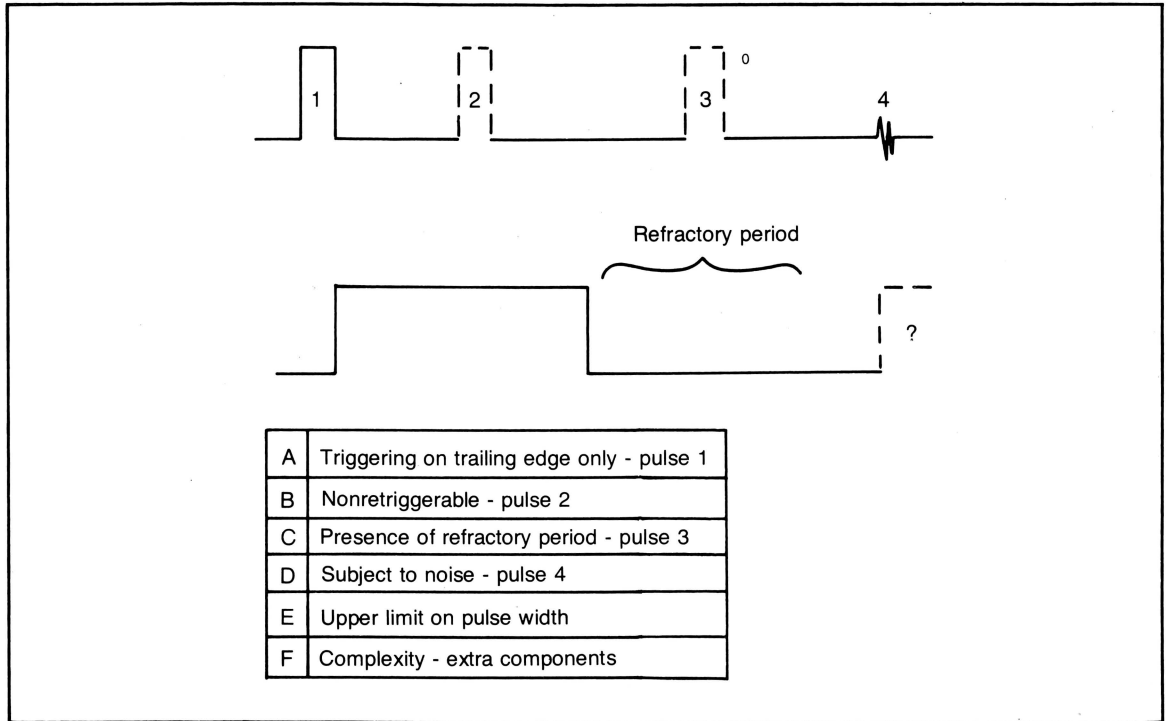 0
1
2
3
4
Refractory period
?
A Triggering on trailing edge only - pulse 1
B Nonretriggerable - pulse 2
C Presence of refractory period - pulse 3
D Subject to noise - pulse 4
E Upper limit on pulse width
F Complexity - extra components